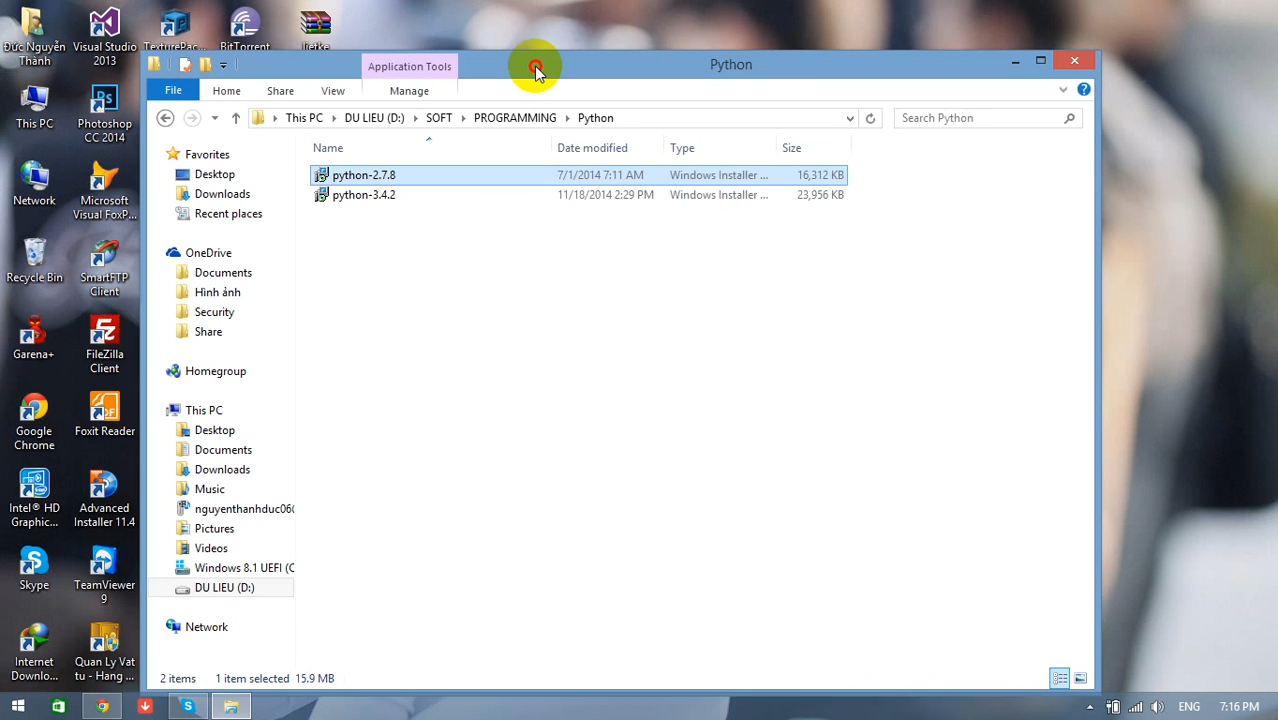 Đức Nguyễn Thành
Visual Studio 2013
TexturePac...
BitTorrent
lietke
Application Tools
Python
File
Home
Share
View
Manage
This PC
DU LIEU (D:)
SOFT
PROGRAMMING
Python
Search Python
This PC
Photoshop CC 2014
Network
Microsoft Visual FoxP...
Recycle Bin
SmartFTP Client
Garena+
FileZilla Client
Google Chrome
Foxit Reader
Intel® HD Graphic...
Advanced Installer 11.4
Skype
TeamViewer 9
Internet Downlo...
Quan Ly Vat tu - Hang ...
Favorites
Desktop
Downloads
Recent places
OneDrive
Documents
Hình ảnh
Security
Share
Homegroup
This PC
Desktop
Documents
Downloads
Music
nguyenthanhduc06
Pictures
Videos
Windows 8.1 UEFI (C
DU LIEU (D:)
Network
Name Date modified Type Size
python-2.7.8 7/1/2014 7:11 AM Windows Installer ... 16,312 KB
python-3.4.2 11/18/2014 2:29 PM Windows Installer ... 23,956 KB
2 items 1 item selected 15.9 MB
ENG 7:16 PM